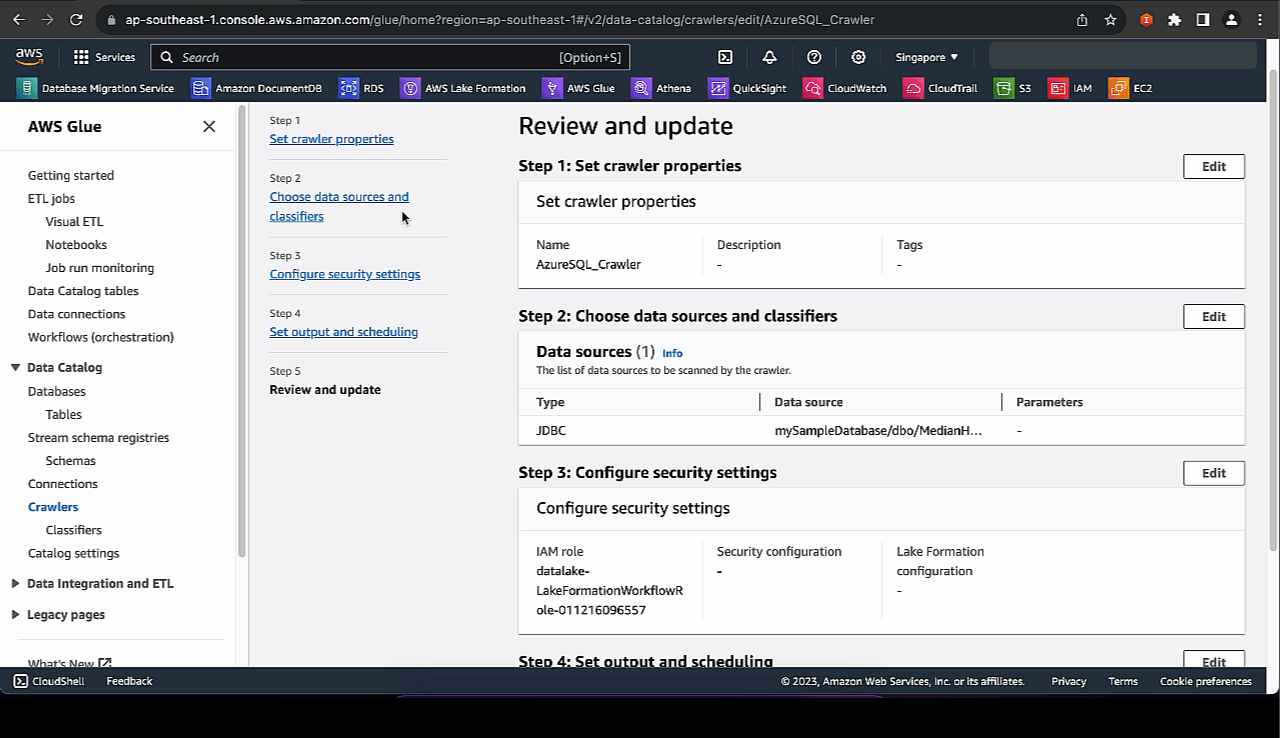 ap-southeast-1.console.aws.amazon.com/glue/home?region=ap-southeast-1#/v2/data-catalog/crawlers/edit/AzureSQL_Crawler
aws
Services
Search
[Option+S]
Singapore ▼
Database Migration Service
Amazon DocumentDB
RDS
AWS Lake Formation
AWS Glue
Athena
QuickSight
CloudWatch
CloudTrail
S3
IAM
EC2
AWS Glue
Getting started
ETL jobs
Visual ETL
Notebooks
Job run monitoring
Data Catalog tables
Data connections
Workflows (orchestration)
Data Catalog
Databases
Tables
Stream schema registries
Schemas
Connections
Crawlers
Classifiers
Catalog settings
Data Integration and ETL
Legacy pages
What's New
Step 1
Set crawler properties
Step 2
Choose data sources and
classifiers
Step 3
Configure security settings
Step 4
Set output and scheduling
Step 5
Review and update
Review and update
Step 1: Set crawler properties
Edit
Set crawler properties
Name
AzureSQL_Crawler
Description
-
Tags
-
Step 2: Choose data sources and classifiers
Edit
Data sources (1) Info
The list of data sources to be scanned by the crawler.
Type
Data source
Parameters
JDBC
mySampleDatabase/dbo/MedianH...
-
Step 3: Configure security settings
Edit
Configure security settings
IAM role
datalake-
LakeFormationWorkflowR
ole-011216096557
Security configuration
-
Lake Formation
configuration
-
Step 4: Set output and scheduling
Edit
CloudShell
Feedback
© 2023, Amazon Web Services, Inc. or its affiliates.
Privacy
Terms
Cookie preferences